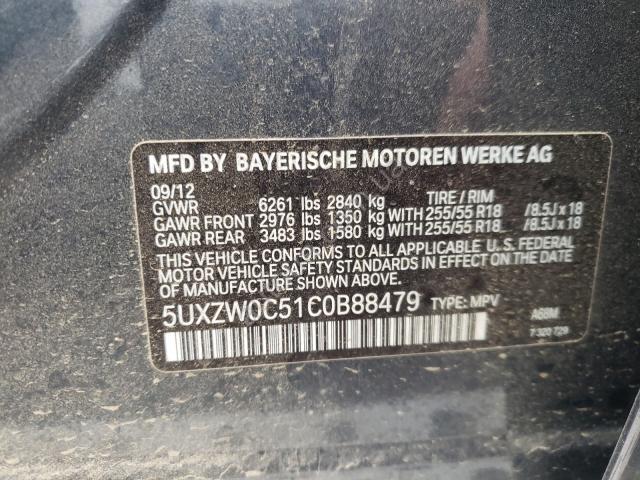 MFD BY BAYERISCHE MOTOREN WERKE AG
09/12
GVWR 6261 lbs 2840 kg TIRE / RIM
GAWR FRONT 2976 lbs 1350 kg WITH 255/55 R18 /8.5J x 18
GAWR REAR 3483 lbs 1580 kg WITH 255/55 R18 /8.5J x 18
THIS VEHICLE CONFORMS TO ALL APPLICABLE U.S. FEDERAL
MOTOR VEHICLE SAFETY STANDARDS IN EFFECT ON THE DATE
OF MANUFACTURE SHOWN ABOVE.
5UXZW0C51C0B88479 TYPE: MPV A68M
7 320 729